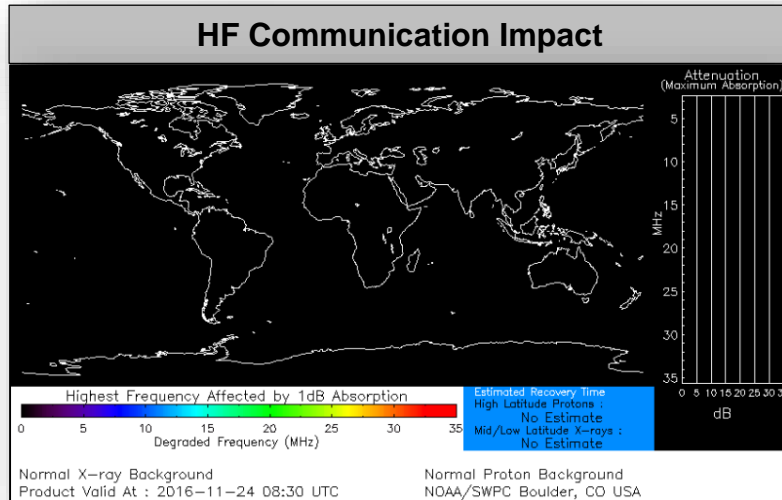 HF Communication Impact
Attenuation
(Maximum Absorption)
5
10
15
20
25
30
35
MHz
0 5 10 15 20 25 30 35
dB
Highest Frequency Affected by 1dB Absorption
0 5 10 15 20 25 30 35
Degraded Frequency (MHz)
Estimated Recovery Time
High Latitude Protons :
No Estimate
Mid/Low Latitude X-rays :
No Estimate
Normal X-ray Background
Product Valid At : 2016-11-24 08:30 UTC
Normal Proton Background
NOAA/SWPC Boulder, CO USA